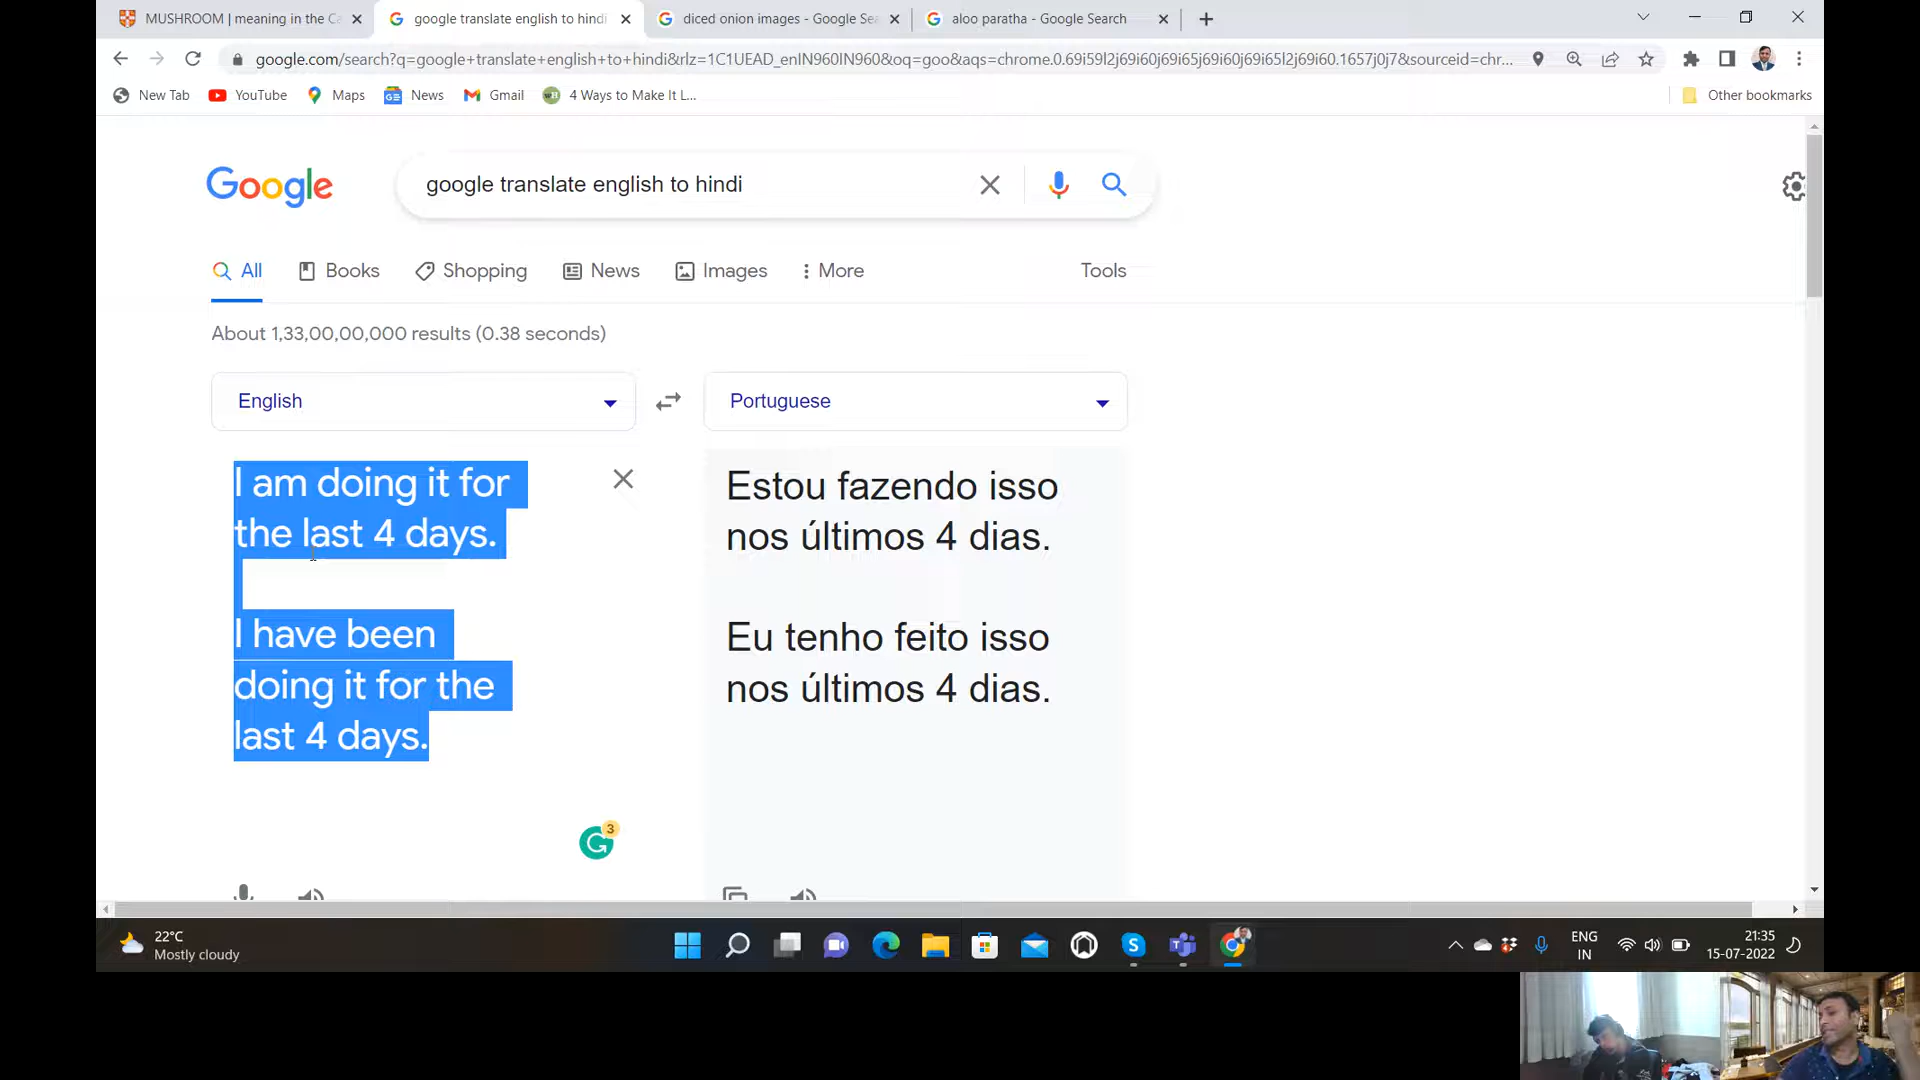 MUSHROOM | meaning in the Ca
google translate english to hindi
diced onion images - Google Sea
aloo paratha - Google Search
google.com/search?q=google+translate+english+to+hindi&rlz=1C1UEAD_enIN960IN960&oq=goo&aqs=chrome.0.69i59l2j69i60j69i65j69i60j69i65l2j69i60.1657j0j7&sourceid=chr...
New Tab
YouTube
Maps
News
Gmail
4 Ways to Make It L...
Other bookmarks
Google
google translate english to hindi
All
Books
Shopping
News
Images
More
Tools
About 1,33,00,00,000 results (0.38 seconds)
English
Portuguese
I am doing it for
the last 4 days.
I have been
doing it for the
last 4 days.
Estou fazendo isso
nos últimos 4 dias.
Eu tenho feito isso
nos últimos 4 dias.
3
22°C
Mostly cloudy
ENG
IN
21:35
15-07-2022